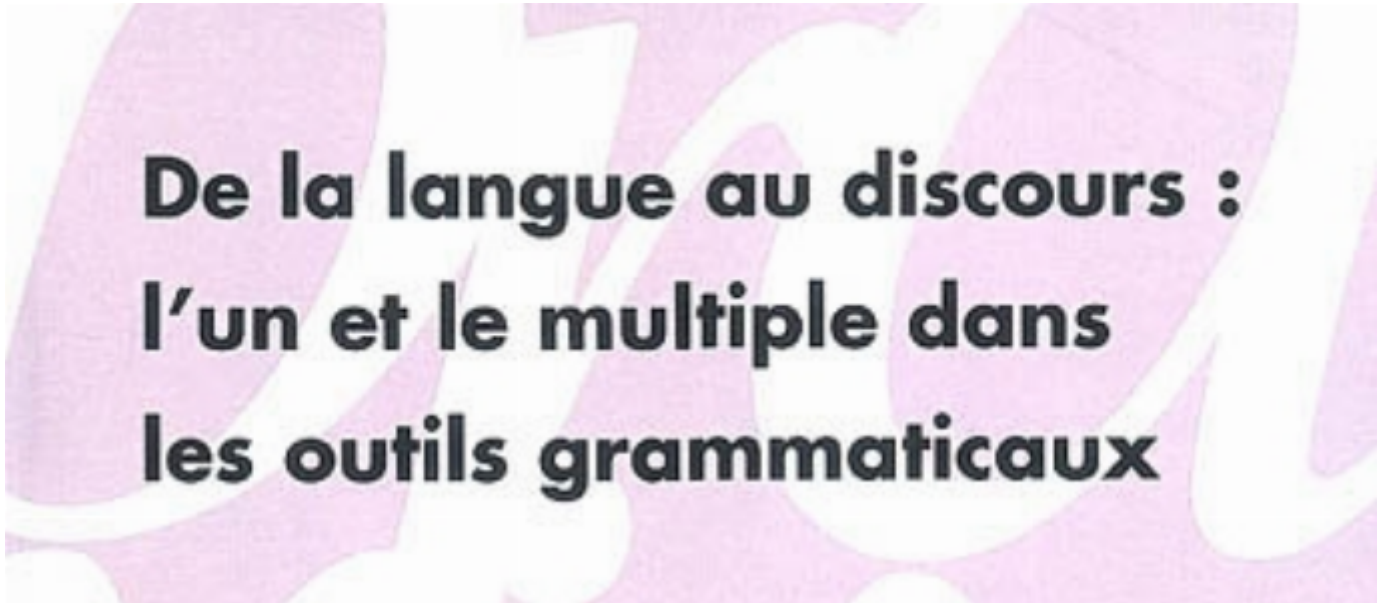 De la langue au discours :
l'un et le multiple dans
les outils grammaticaux